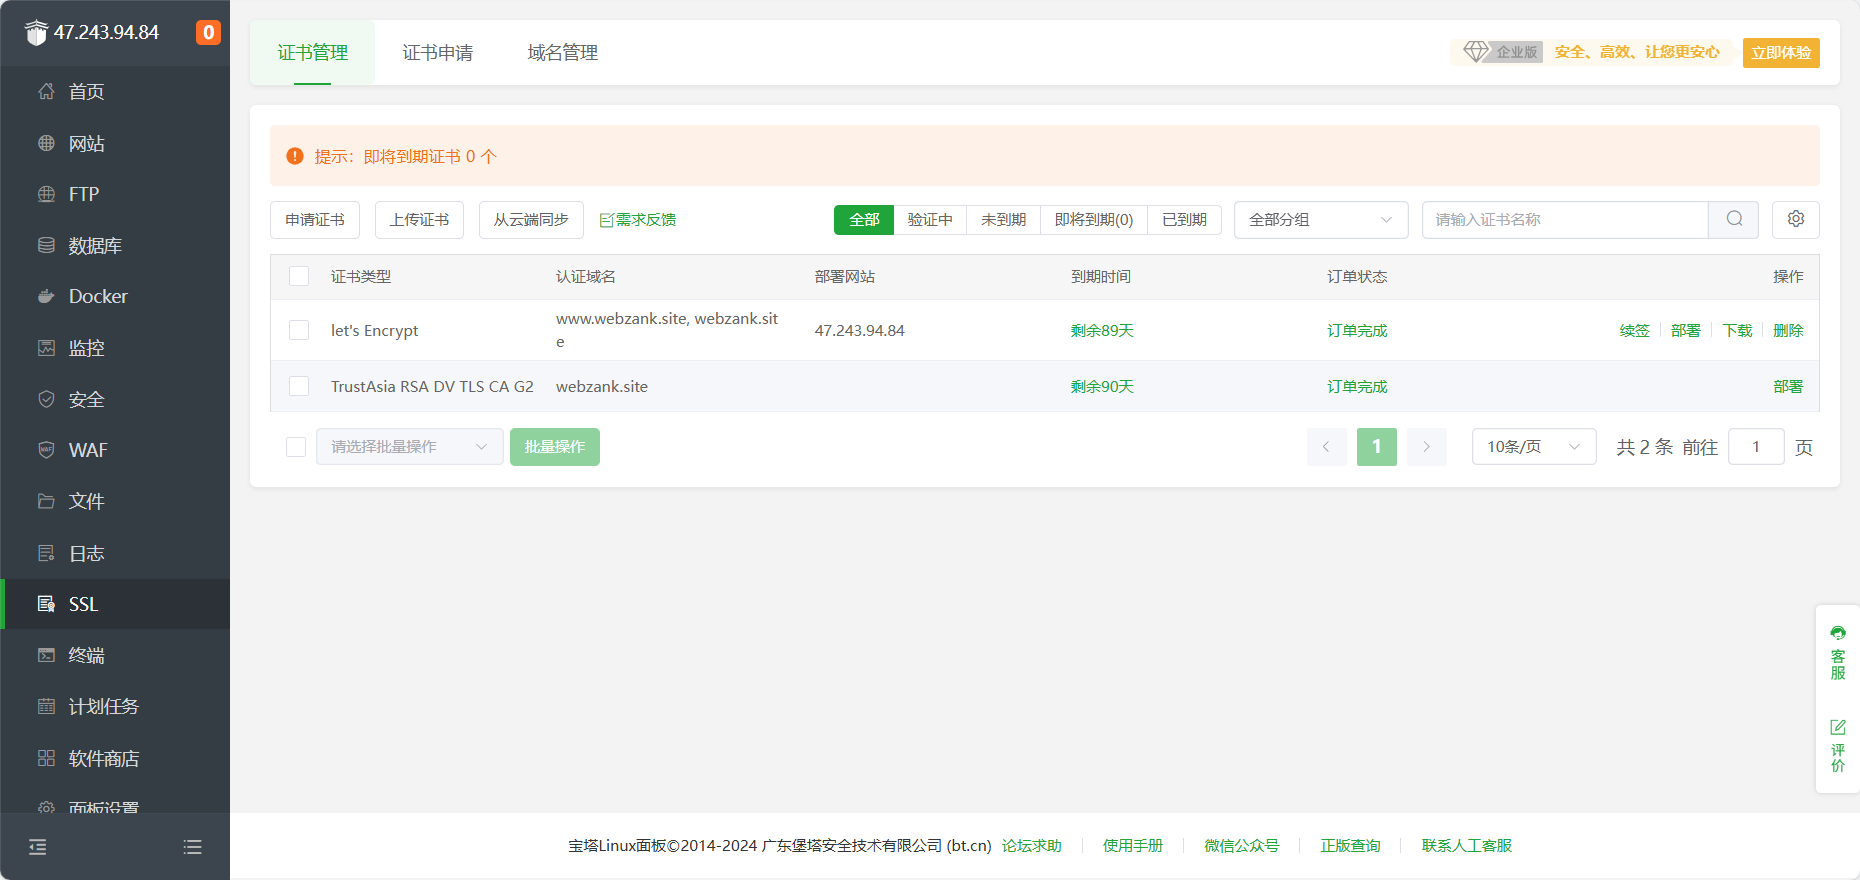 47.243.94.84
0
首页
网站
FTP
数据库
Docker
监控
安全
WAF
文件
日志
SSL
终端
计划任务
软件商店
面板设置
证书管理
证书申请
域名管理
企业版
安全、高效、让您更安心
立即体验
提示：即将到期证书 0 个
申请证书
上传证书
从云端同步
需求反馈
全部
验证中
未到期
即将到期(0)
已到期
全部分组
请输入证书名称
证书类型
认证域名
部署网站
到期时间
订单状态
操作
let's Encrypt
www.webzank.site, webzank.sit
e
47.243.94.84
剩余89天
订单完成
续签
部署
下载
删除
TrustAsia RSA DV TLS CA G2
webzank.site
剩余90天
订单完成
部署
请选择批量操作
批量操作
1
10条/页
共 2 条
前往
1
页
客服
评价
宝塔Linux面板©2014-2024 广东堡塔安全技术有限公司 (bt.cn)
论坛求助
使用手册
微信公众号
正版查询
联系人工客服